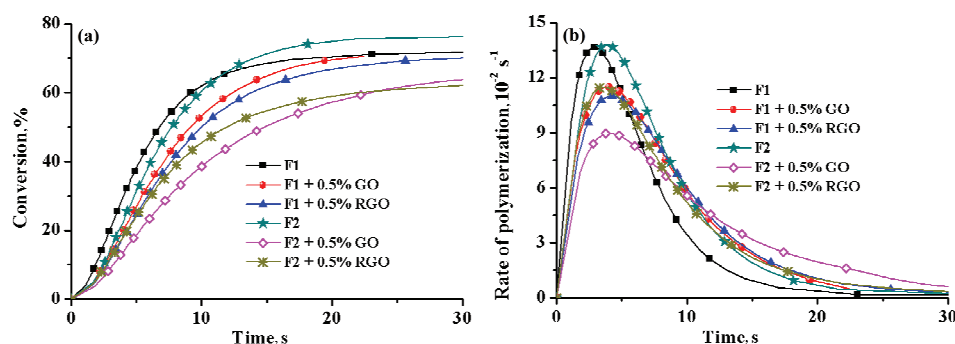 (a)
80
60
40
20
0
0 10 20 30
Conversion,%
Time,s
F1
F1 + 0.5% GO
F1 + 0.5% RGO
F2
F2 + 0.5% GO
F2 + 0.5% RGO
(b)
15
12
9
6
3
0
0 10 20 30
Rate of polymerization,10⁻² s⁻¹
Time,s
F1
F1 + 0.5% GO
F1 + 0.5% RGO
F2
F2 + 0.5% GO
F2 + 0.5% RGO